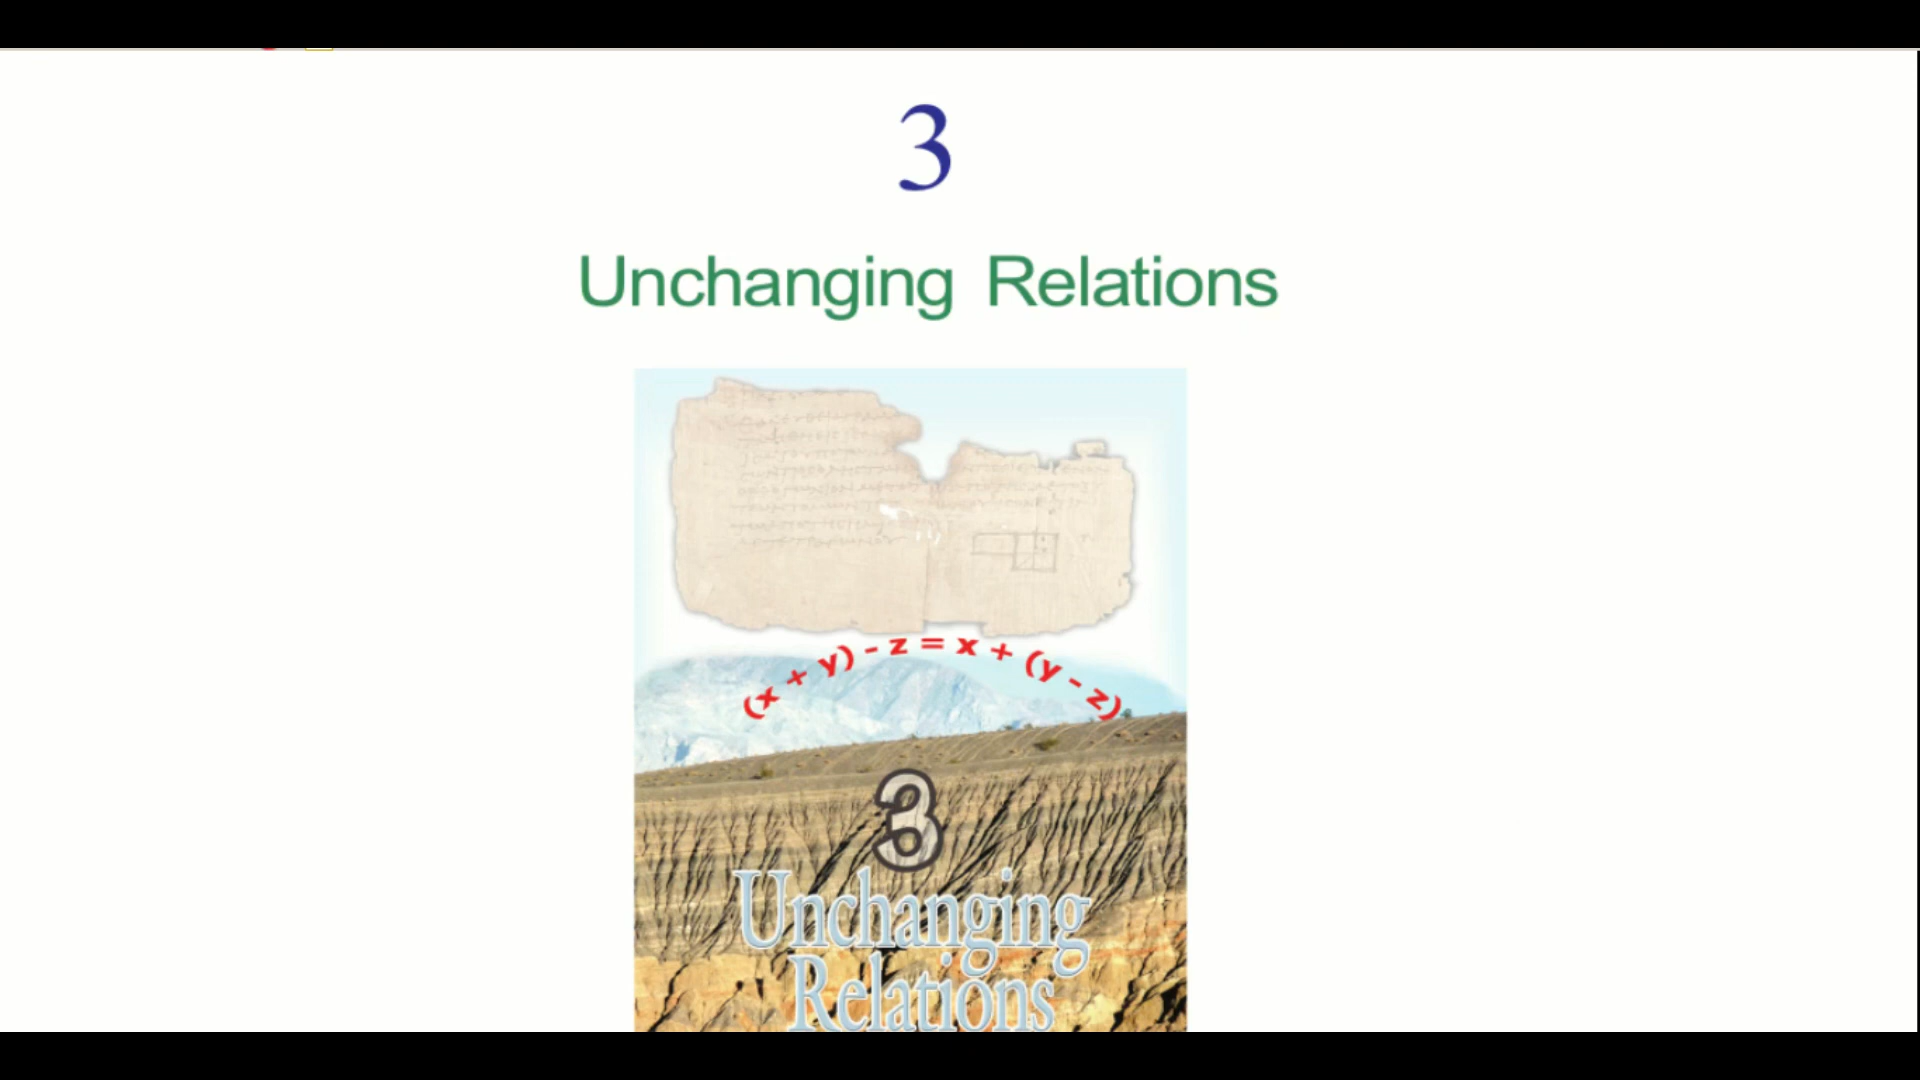 3
Unchanging Relations
(x + y) - z = x + (y - z)
3
Unchanging
Relations